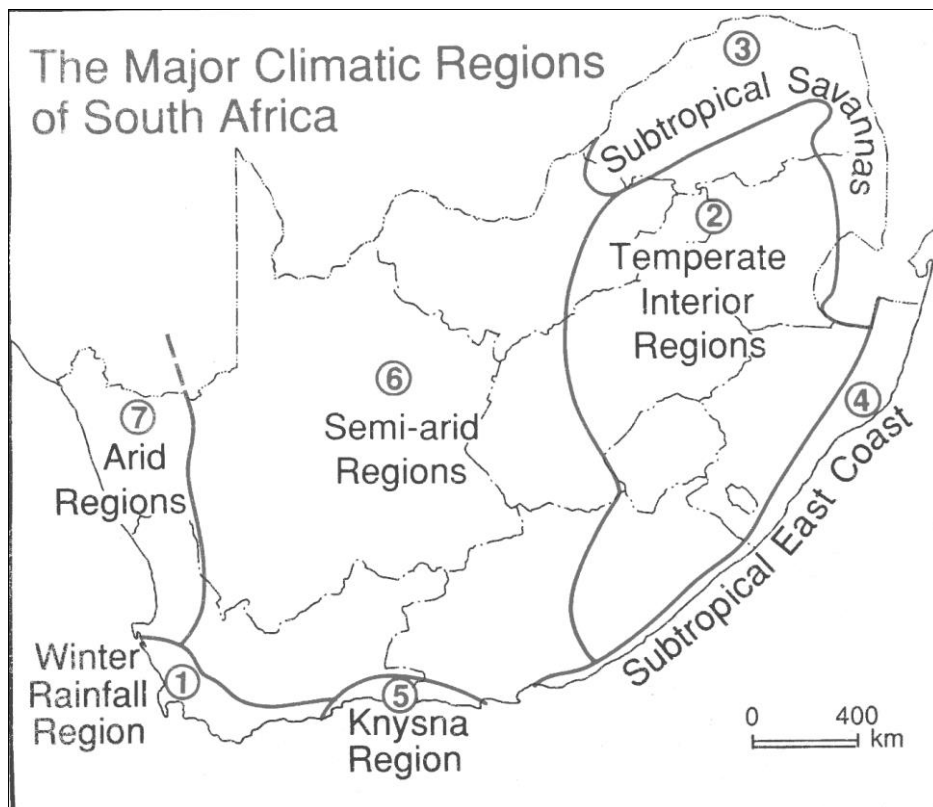 The Major Climatic Regions
of South Africa
③
Subtropical Savannas
②
Temperate
Interior
Regions
⑥
Semi-arid
Regions
⑦
Arid
Regions
④
Subtropical East Coast
Winter
Rainfall
Region
①
⑤
Knysna
Region
0 400
km